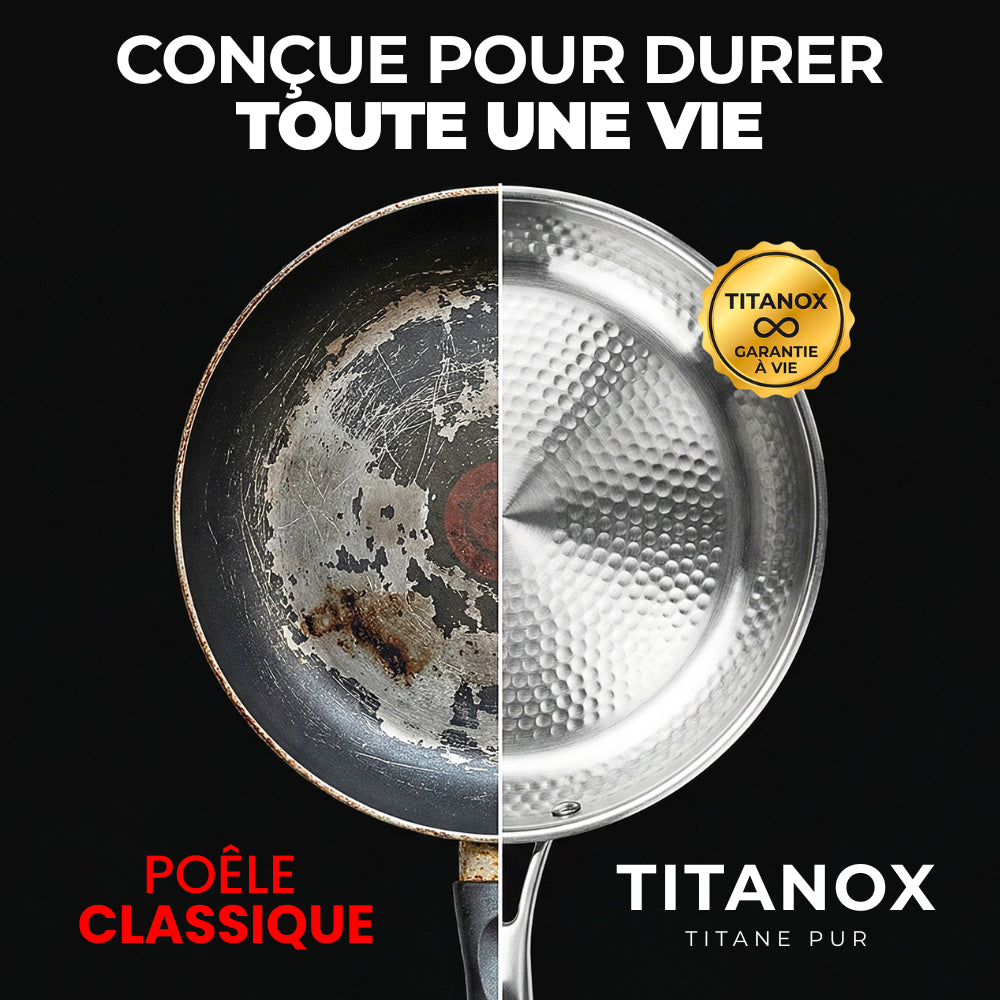 CONÇUE POUR DURER
TOUTE UNE VIE
TITANOX
GARANTIE
À VIE
POÊLE
CLASSIQUE
TITANOX
TITANE PUR